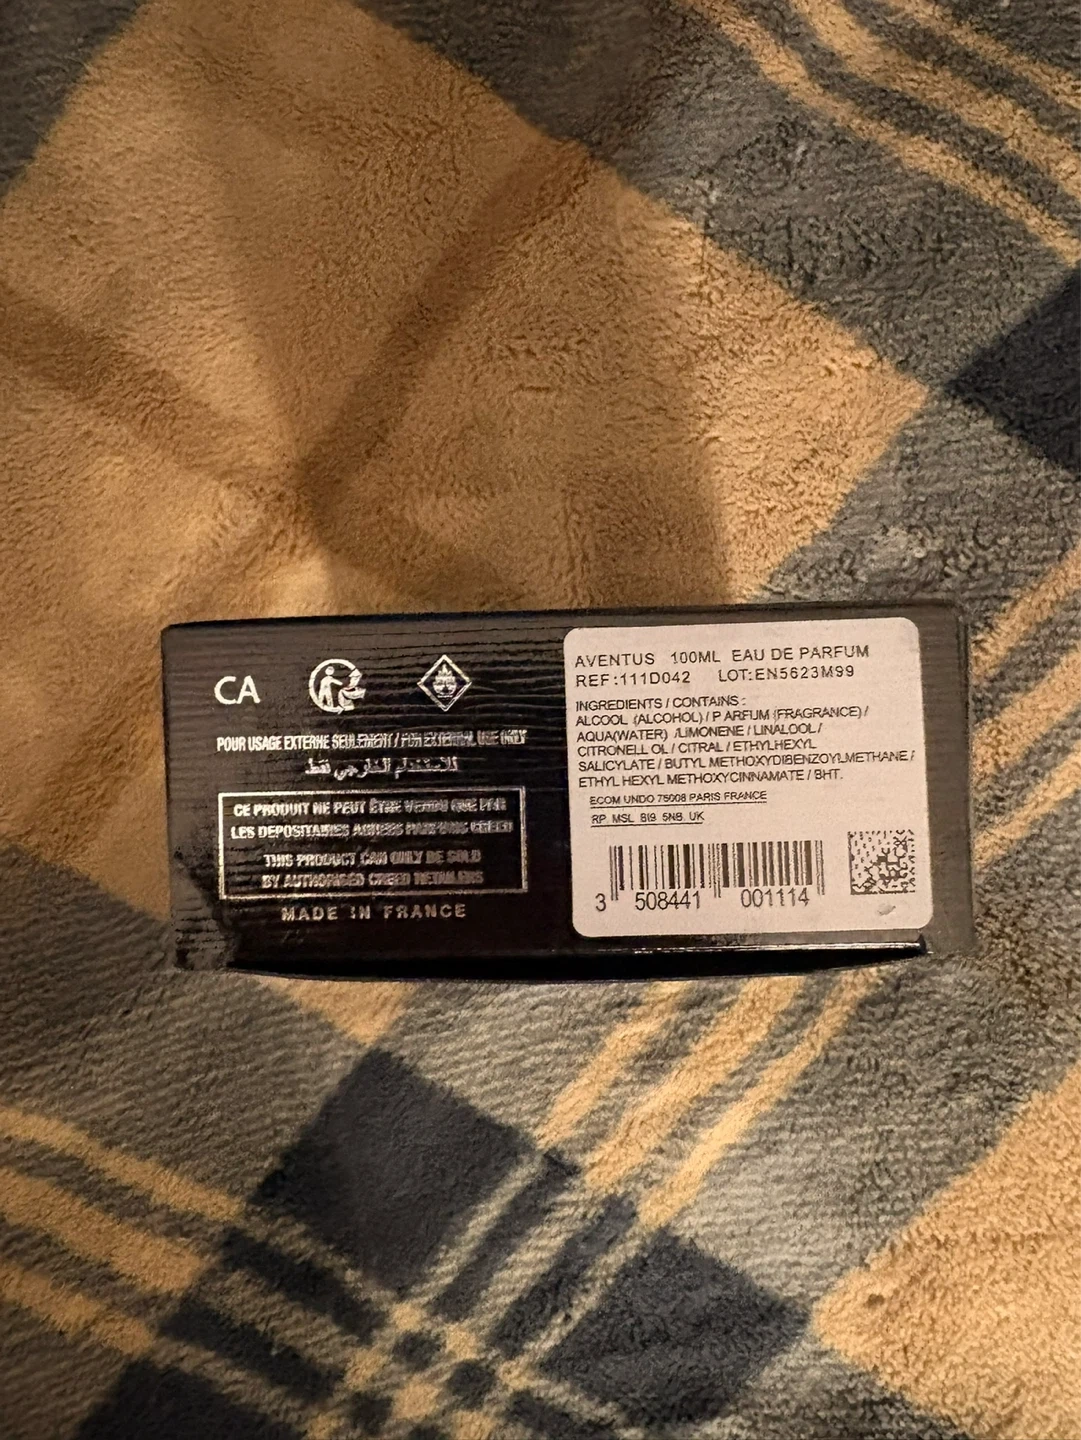 CA
POUR USAGE EXTERNE SEULEMENT / FOR EXTERNAL USE ONLY
للاستخدام الخارجي فقط
CE PRODUIT NE PEUT ÊTRE VENDU QUE PAR
LES DEPOSITAIRES AGREES PARFUMS CREED
THIS PRODUCT CAN ONLY BE SOLD
BY AUTHORISED CREED RETAILERS
MADE IN FRANCE
AVENTUS 100ML EAU DE PARFUM
REF:111D042 LOT:EN5623M99
INGREDIENTS / CONTAINS :
ALCOOL (ALCOHOL) / P ARFUM (FRAGRANCE) /
AQUA(WATER) /LIMONENE / LINALOOL /
CITRONELL OL / CITRAL / ETHYLHEXYL
SALICYLATE / BUTYL METHOXYDIBENZOYLMETHANE /
ETHYL HEXYL METHOXYCINNAMATE / BHT.
ECOM UNDO 75008 PARIS FRANCE
RP MSL BI9 5NB UK
3 508441 001114